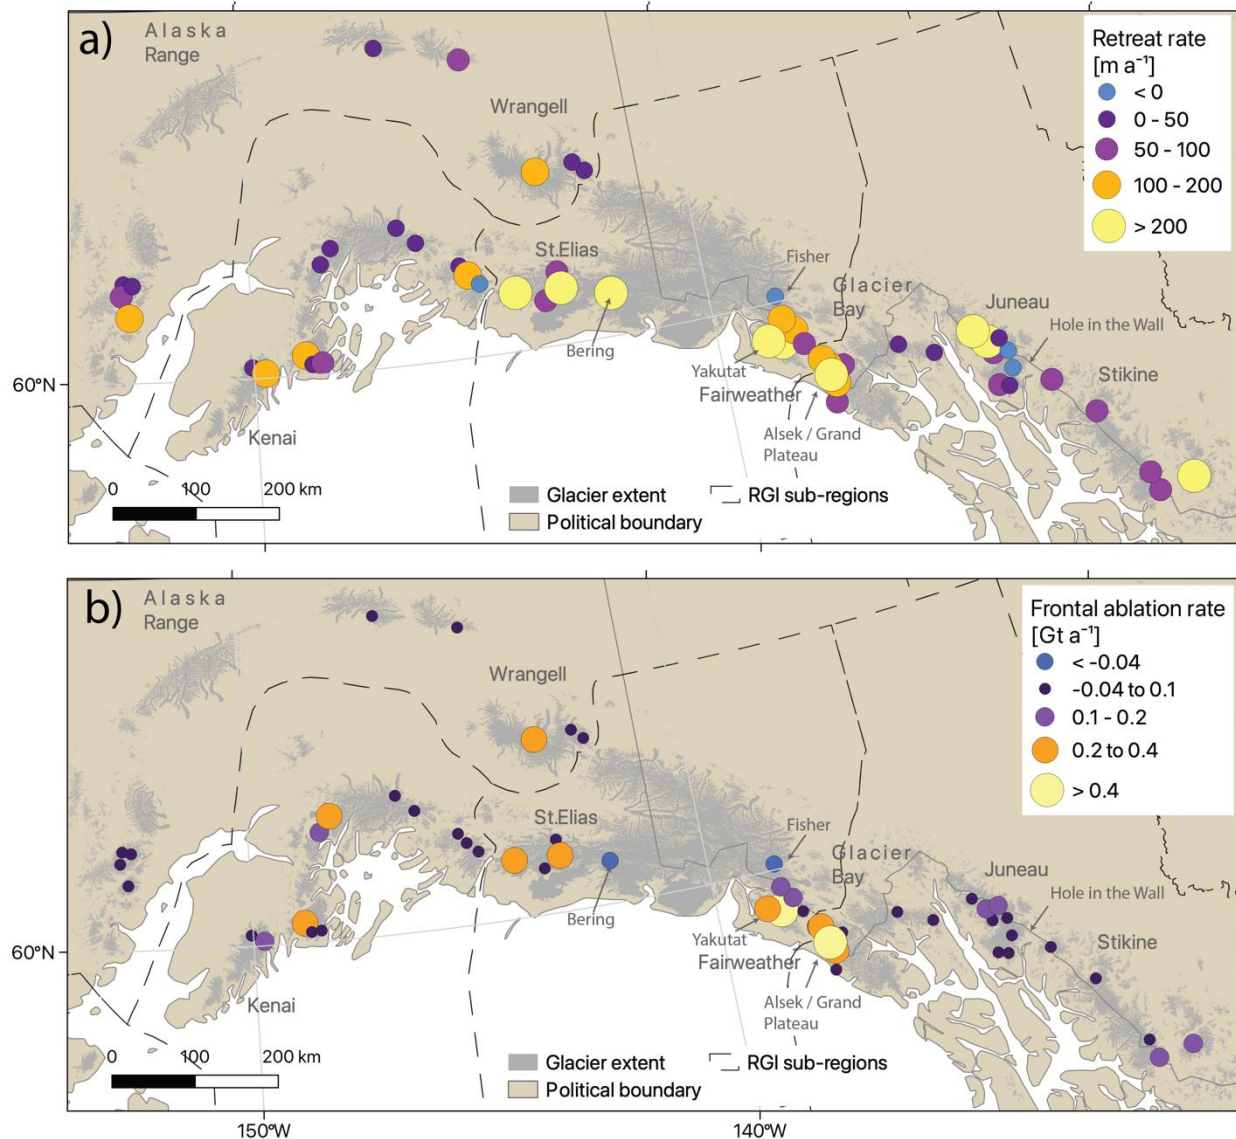 a)
Alaska
Range
Wrangell
St.Elias
Bering
Fisher
Glacier
Bay
Juneau
Hole in the Wall
Stikine
Yakutat
Fairweather
Alsek / Grand
Plateau
Kenai
60°N
0 100 200 km
Glacier extent
RGI sub-regions
Political boundary
Retreat rate
[m a⁻¹]
< 0
0 - 50
50 - 100
100 - 200
> 200
b)
Alaska
Range
Wrangell
St.Elias
Bering
Fisher
Glacier
Bay
Juneau
Hole in the Wall
Stikine
Yakutat
Fairweather
Alsek / Grand
Plateau
Kenai
60°N
0 100 200 km
Glacier extent
RGI sub-regions
Political boundary
Frontal ablation rate
[Gt a⁻¹]
< -0.04
-0.04 to 0.1
0.1 - 0.2
0.2 to 0.4
> 0.4
150°W
140°W